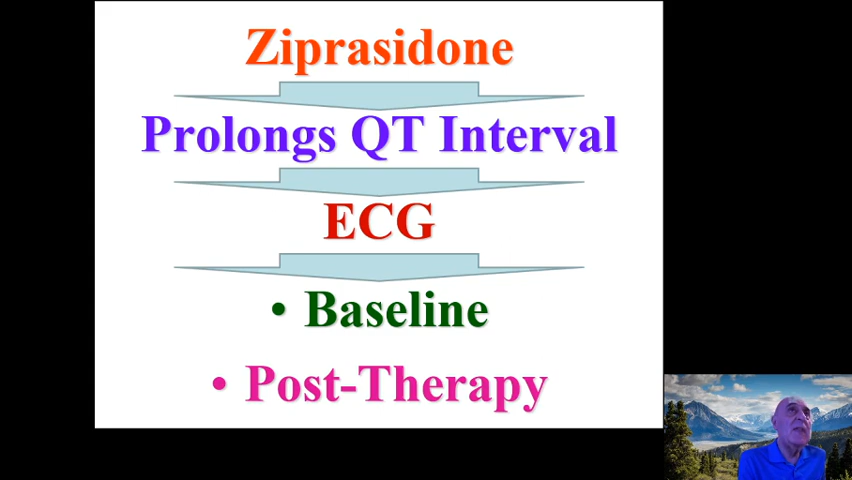 Ziprasidone
Prolongs QT Interval
ECG
• Baseline
• Post-Therapy